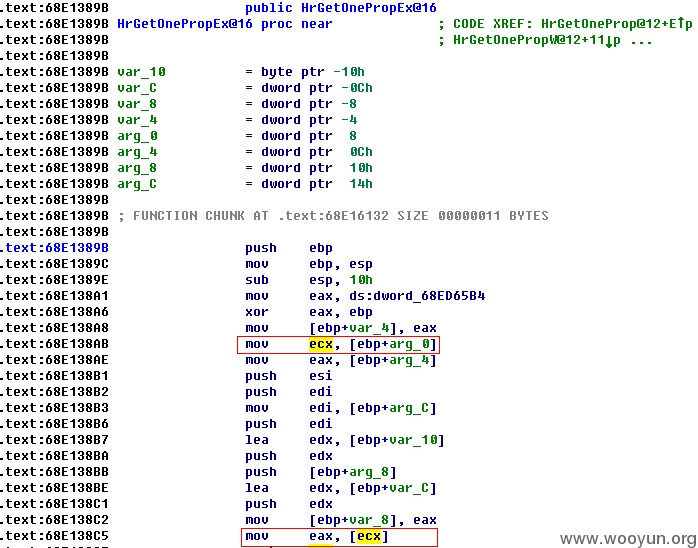 .text:68E1389B public HrGetOnePropEx@16
.text:68E1389B HrGetOnePropEx@16 proc near ; CODE XREF: HrGetOneProp@12+E↑p
.text:68E1389B ; HrGetOnePropW@12+11↓p ...
.text:68E1389B
.text:68E1389B var_10 = byte ptr -10h
.text:68E1389B var_C = dword ptr -0Ch
.text:68E1389B var_8 = dword ptr -8
.text:68E1389B var_4 = dword ptr -4
.text:68E1389B arg_0 = dword ptr 8
.text:68E1389B arg_4 = dword ptr 0Ch
.text:68E1389B arg_8 = dword ptr 10h
.text:68E1389B arg_C = dword ptr 14h
.text:68E1389B
.text:68E1389B ; FUNCTION CHUNK AT .text:68E16132 SIZE 00000011 BYTES
.text:68E1389B
.text:68E1389B push ebp
.text:68E1389C mov ebp, esp
.text:68E1389E sub esp, 10h
.text:68E138A1 mov eax, ds:dword_68ED65B4
.text:68E138A6 xor eax, ebp
.text:68E138A8 mov [ebp+var_4], eax
.text:68E138AB mov ecx, [ebp+arg_0]
.text:68E138AE mov eax, [ebp+arg_4]
.text:68E138B1 push esi
.text:68E138B2 push edi
.text:68E138B3 mov edi, [ebp+arg_C]
.text:68E138B6 push edi
.text:68E138B7 lea edx, [ebp+var_10]
.text:68E138BA push edx
.text:68E138BB push [ebp+arg_8]
.text:68E138BE lea edx, [ebp+var_C]
.text:68E138C1 push edx
.text:68E138C2 mov [ebp+var_8], eax
.text:68E138C5 mov eax, [ecx]
www.wooyun.org